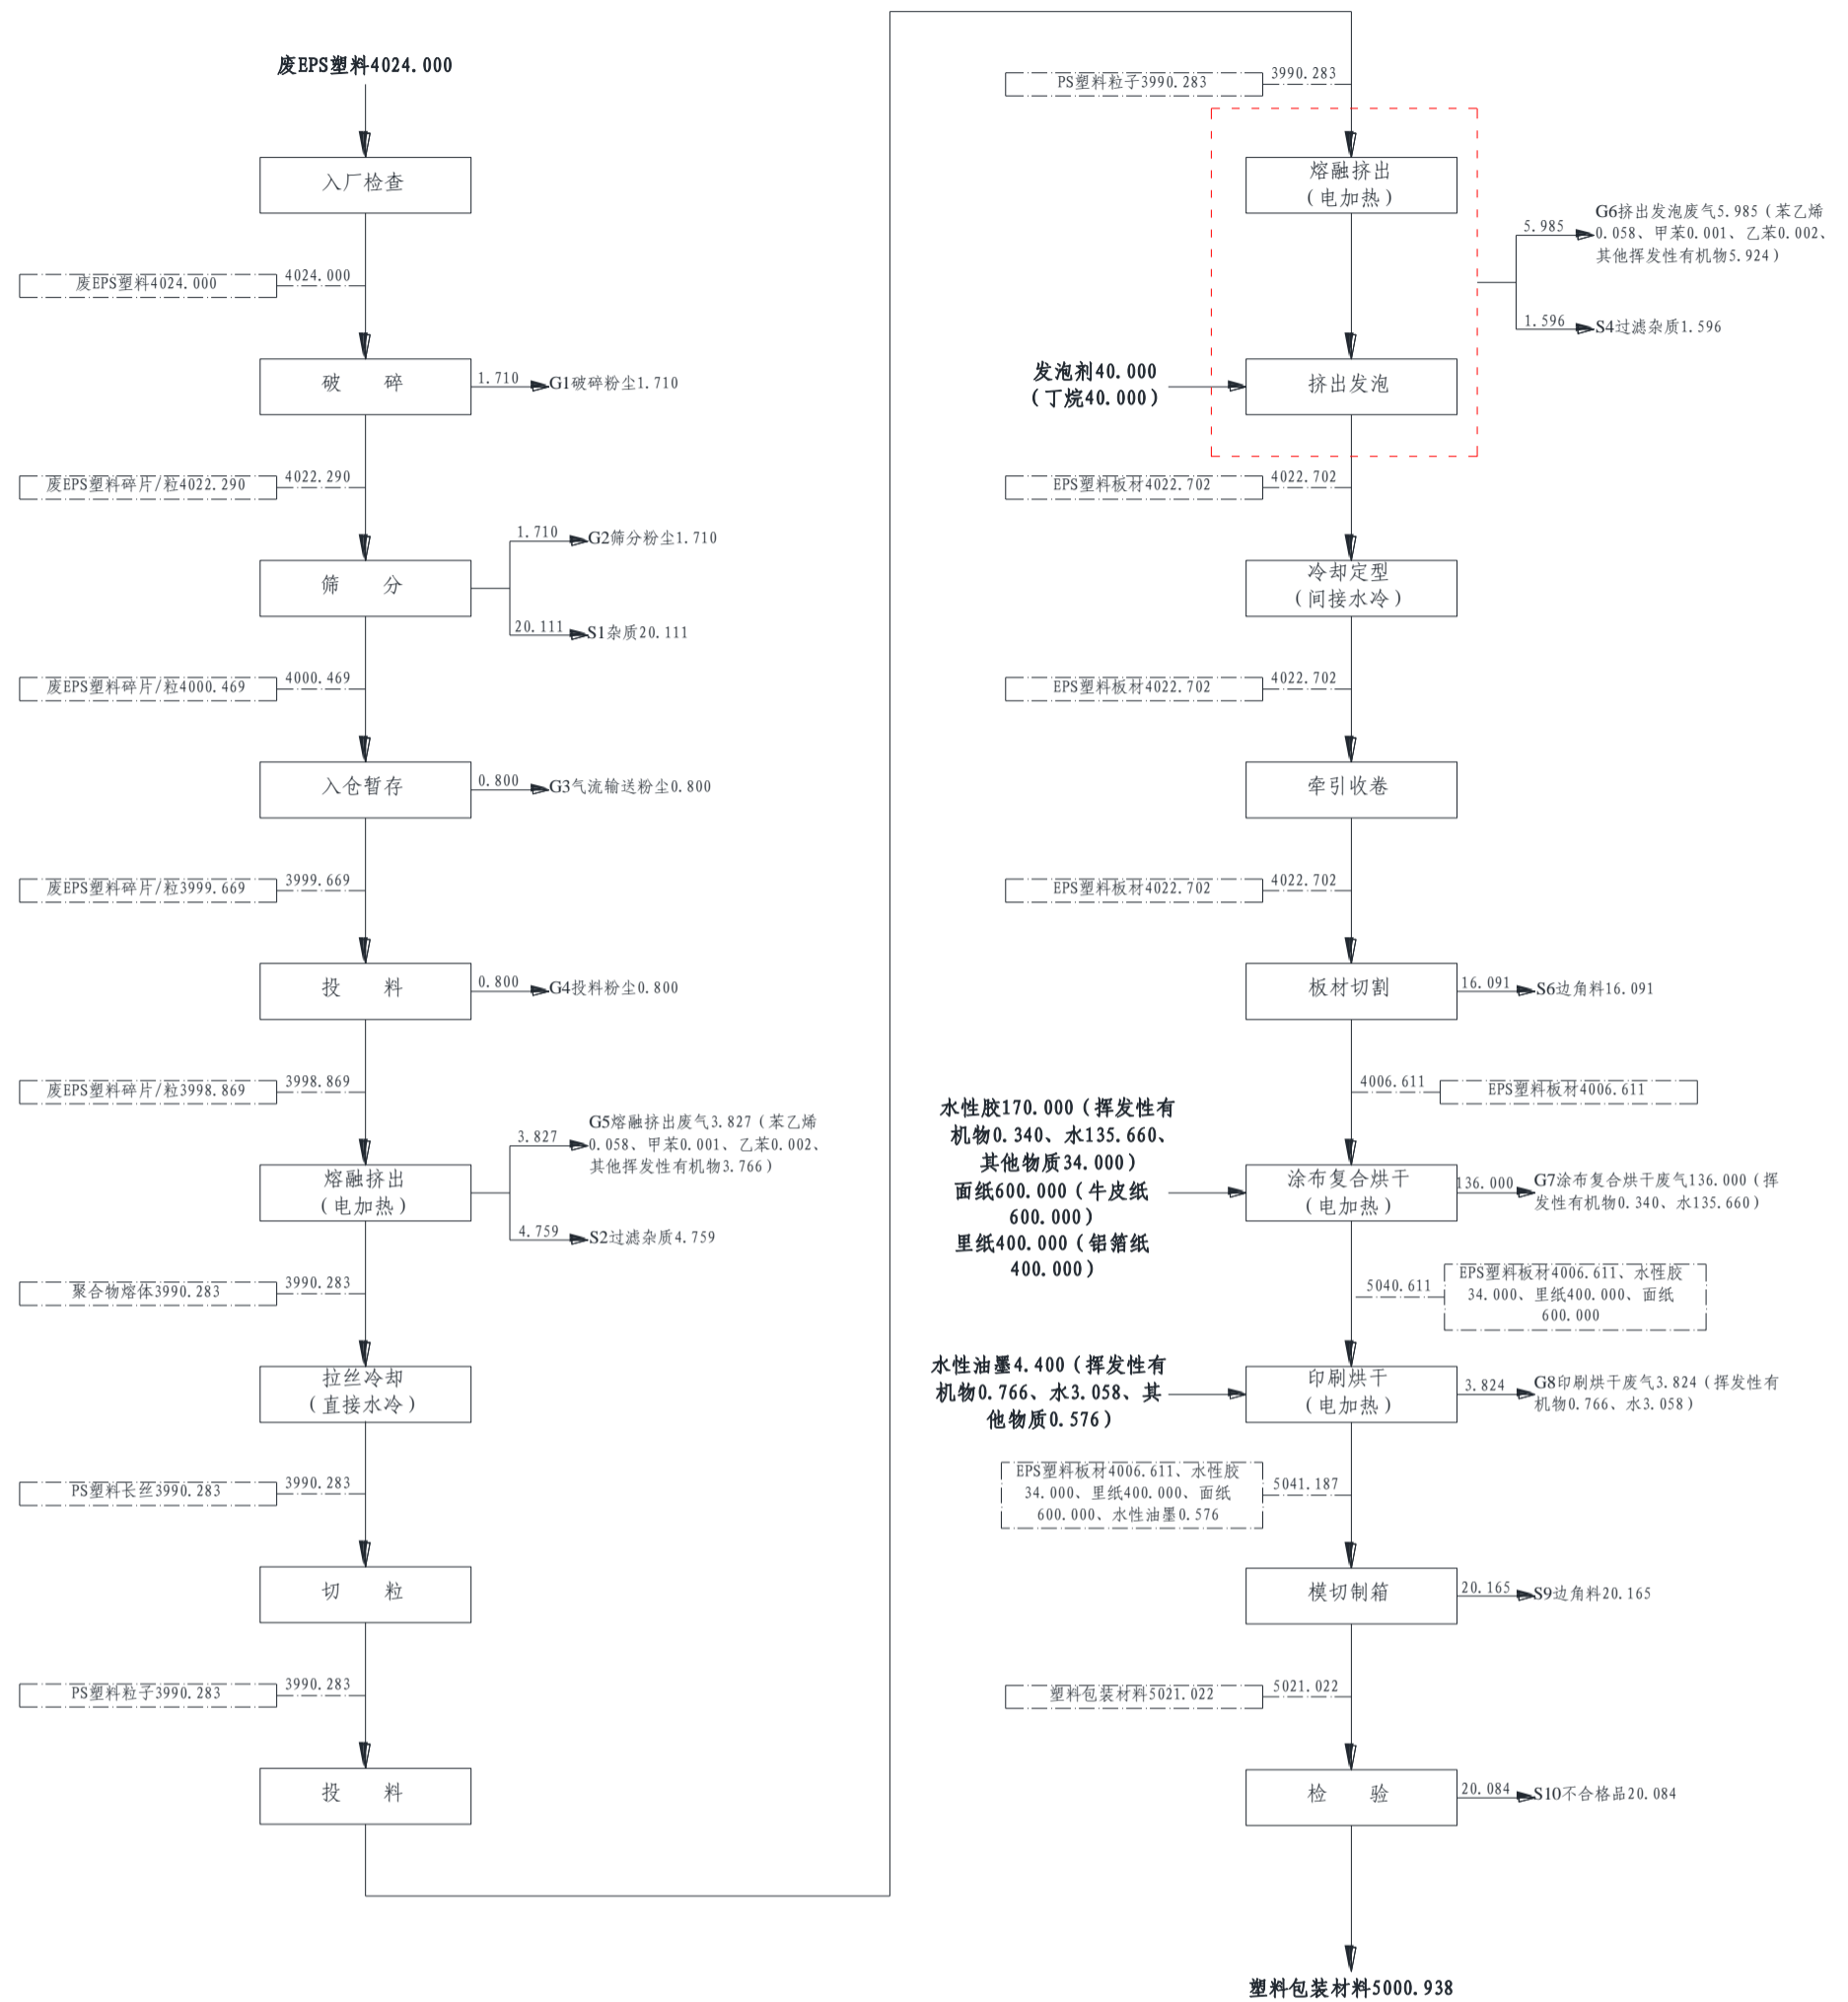 废EPS塑料4024.000
入厂检查
4024.000
废EPS塑料4024.000
破 碎
1.710
G1破碎粉尘1.710
4022.290
废EPS塑料碎片/粒4022.290
筛 分
1.710
G2筛分粉尘1.710
20.111
S1杂质20.111
4000.469
废EPS塑料碎片/粒4000.469
入仓暂存
0.800
G3气流输送粉尘0.800
3999.669
废EPS塑料碎片/粒3999.669
投 料
0.800
G4投料粉尘0.800
3998.869
废EPS塑料碎片/粒3998.869
熔融挤出
(电加热)
3.827
G5熔融挤出废气3.827（苯乙烯
0.058、甲苯0.001、乙苯0.002、
其他挥发性有机物3.766）
4.759
S2过滤杂质4.759
3990.283
聚合物熔体3990.283
拉丝冷却
(直接水冷)
3990.283
PS塑料长丝3990.283
切 粒
3990.283
PS塑料粒子3990.283
投 料
3990.283
PS塑料粒子3990.283
熔融挤出
(电加热)
5.985
G6挤出发泡废气5.985（苯乙烯
0.058、甲苯0.001、乙苯0.002、
其他挥发性有机物5.924）
1.596
S4过滤杂质1.596
发泡剂40.000
（丁烷40.000）
挤出发泡
4022.702
EPS塑料板材4022.702
冷却定型
(间接水冷)
4022.702
EPS塑料板材4022.702
牵引收卷
4022.702
EPS塑料板材4022.702
板材切割
16.091
S6边角料16.091
4006.611
EPS塑料板材4006.611
水性胶170.000（挥发性有
机物0.340、水135.660、
其他物质34.000）
面纸600.000（牛皮纸
600.000）
里纸400.000（铝箔纸
400.000）
涂布复合烘干
(电加热)
136.000
G7涂布复合烘干废气136.000（挥
发性有机物0.340、水135.660）
5040.611
EPS塑料板材4006.611、水性胶
34.000、里纸400.000、面纸
600.000
水性油墨4.400（挥发性有
机物0.766、水3.058、其
他物质0.576）
印刷烘干
(电加热)
3.824
G8印刷烘干废气3.824（挥发性有
机物0.766、水3.058）
5041.187
EPS塑料板材4006.611、水性胶
34.000、里纸400.000、面纸
600.000、水性油墨0.576
模切制箱
20.165
S9边角料20.165
5021.022
塑料包装材料5021.022
检 验
20.084
S10不合格品20.084
塑料包装材料5000.938